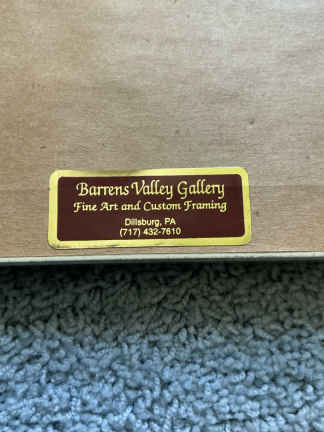 Barrens Valley Gallery
Fine Art and Custom Framing
Dillsburg, PA
(717) 432-7610